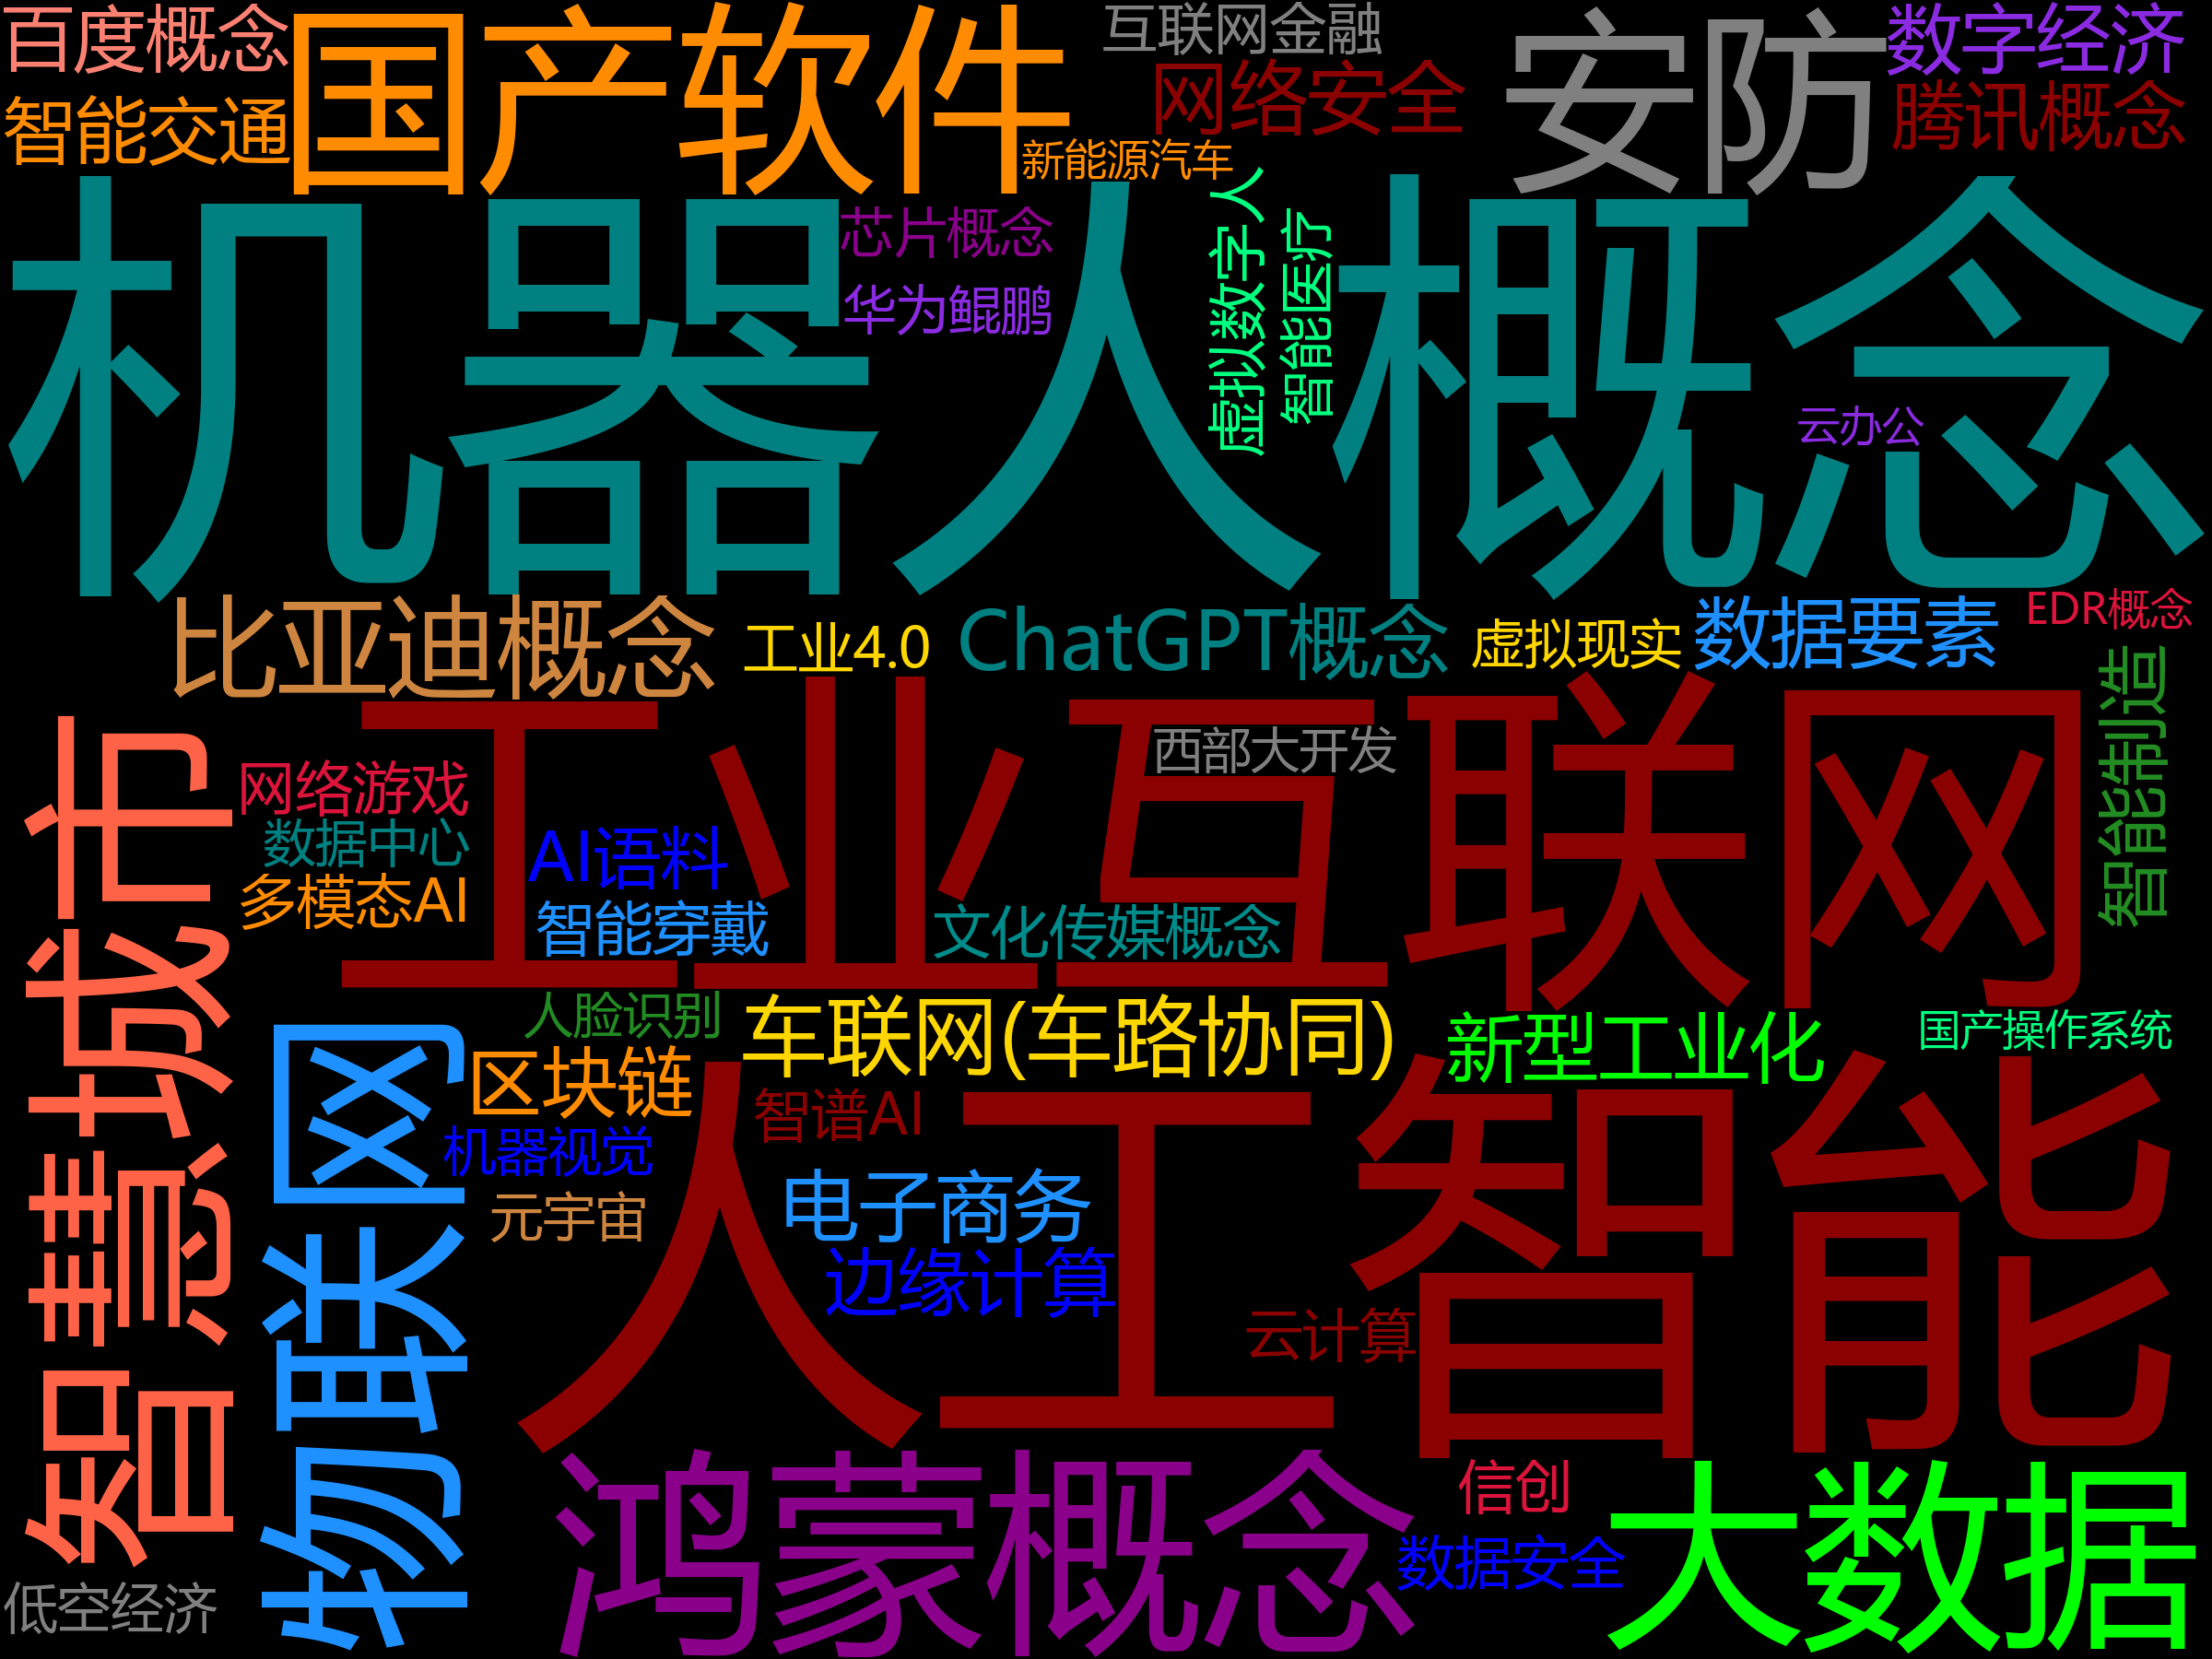 百度概念
国产软件
互联网金融
安防
数字经济
智能交通
网络安全
腾讯概念
新能源汽车
机器人概念
芯片概念
虚拟数字人
智能医疗
华为鲲鹏
云办公
比亚迪概念
工业4.0
ChatGPT概念
虚拟现实
数据要素
EDR概念
工业互联网
西部大开发
智能制造
智慧城市
网络游戏
数据中心
AI语料
多模态AI
智能穿戴
文化传媒概念
人脸识别
车联网(车路协同)
新型工业化
国产操作系统
物联网
区块链
智谱AI
人工智能
机器视觉
电子商务
元宇宙
边缘计算
云计算
鸿蒙概念
信创
大数据
数据安全
低空经济